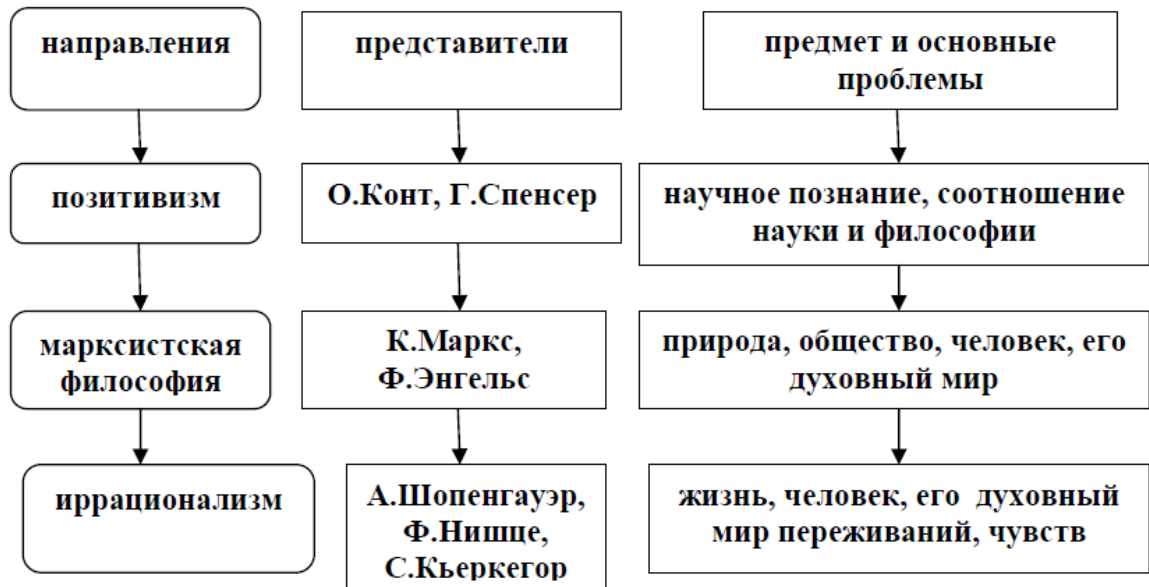 направления
представители
предмет и основные
проблемы
позитивизм
О.Конт, Г.Спенсер
научное познание, соотношение
науки и философии
марксистская
философия
К.Маркс,
Ф.Энгельс
природа, общество, человек, его
духовный мир
иррационализм
А.Шопенгауэр,
Ф.Нишце,
С.Кьеркегор
жизнь, человек, его духовный
мир переживаний, чувств